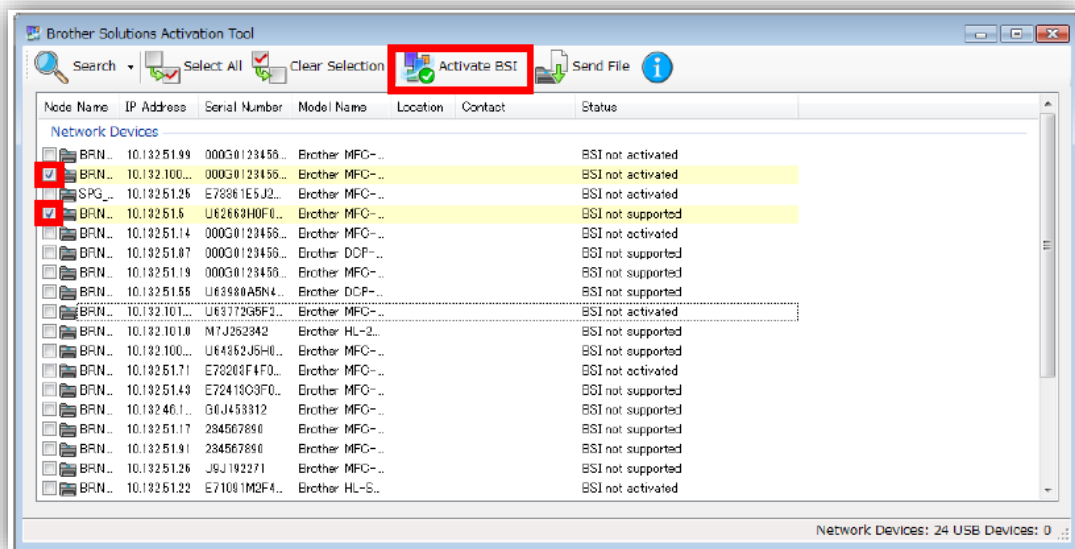 Brother Solutions Activation Tool
Search Select All Clear Selection Activate BSI Send File
Node Name IP Address Serial Number Model Name Location Contact Status
Network Devices
BRN... 10.132.51.99 000G0123456... Brother MFC-... BSI not activated
BRN... 10.132.100... 000G0123456... Brother MFC-... BSI not activated
SPG_... 10.132.51.25 Brother MFC-... BSI not activated
BRN... 10.132.51.5 U62663H0F0... Brother MFC-... BSI not supported
BRN... 10.132.51.14 000G0123456... Brother MFC-... BSI not activated
BRN... 10.132.51.87 000G0123456... Brother DCP-... BSI not supported
BRN... 10.132.51.19 000G0123456... Brother MFC-... BSI not supported
BRN... 10.132.51.55 U63980A5N4... Brother DCP-... BSI not supported
BRN... 10.132.101... U63772G5F2... Brother MFC-... BSI not activated
BRN... 10.132.101.0 M7J262342 Brother HL-2... BSI not supported
BRN... 10.132.100... U64352J5H0... Brother MFC-... BSI not supported
BRN... 10.132.51.71 E73203F4F0... Brother MFC-... BSI not activated
BRN... 10.132.51.43 Brother MFC-... BSI not supported
BRN... 10.132.46.1... G0J453312 Brother MFC-... BSI not supported
BRN... 10.132.51.17 234567890 Brother MFC-... BSI not supported
BRN... 10.132.51.91 234567890 Brother MFC-... BSI not supported
BRN... 10.132.51.26 J9J192271 Brother MFC-... BSI not supported
BRN... 10.132.51.22 E71091M2F4... Brother HL-S... BSI not activated
Network Devices: 24 USB Devices: 0